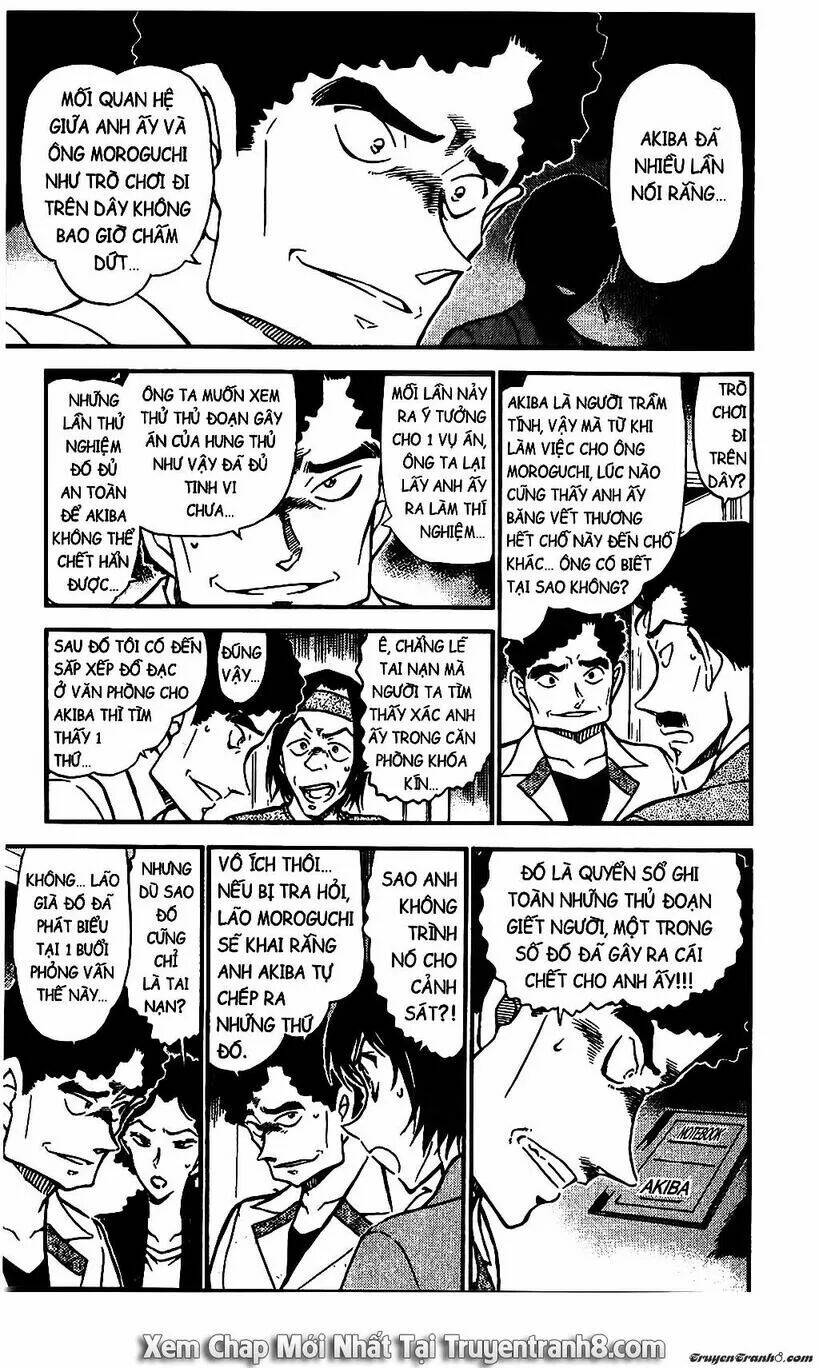 AKIBA ĐÃ
NHIỀU LẦN
NÓI RẰNG...
MỐI QUAN HỆ
GIỮA ANH ẤY VÀ
ÔNG MOROGUCHI
NHƯ TRÒ CHƠI ĐI
TRÊN DÂY KHÔNG
BAO GIỜ CHẤM
DỨT...
TRÒ
CHƠI
ĐI
TRÊN
DÂY?
AKIBA LÀ NGƯỜI TRẦM
TÍNH, VẬY MÀ TỪ KHI
LÀM VIỆC CHO ÔNG
MOROGUCHI, LÚC NÀO
CŨNG THẤY ANH ẤY
BĂNG VẾT THƯƠNG
HẾT CHỖ NÀY ĐẾN CHỖ
KHÁC... ÔNG CÓ BIẾT
TẠI SAO KHÔNG?
MỖI LẦN NẢY
RA Ý TƯỞNG
CHO 1 VỤ ÁN,
ÔNG TA LẠI
LẤY ANH ẤY
RA LÀM THÍ
NGHIỆM...
ÔNG TA MUỐN XEM
THỬ THỦ ĐOẠN GÂY
ÁN CỦA HUNG THỦ
NHƯ VẬY ĐÃ ĐỦ
TINH VI
CHƯA...
NHỮNG
LẦN THỬ
NGHIỆM
ĐÓ ĐỦ
AN TOÀN
ĐỂ AKIBA
KHÔNG THỂ
CHẾT HẲN
ĐƯỢC...
Ê, CHẲNG LẼ
TAI NẠN MÀ
NGƯỜI TA TÌM
THẤY XÁC ANH
ẤY TRONG CĂN
PHÒNG KHÓA
KÍN...
ĐÚNG
VẬY...
SAU ĐÓ TÔI CÓ ĐẾN
SẮP XẾP ĐỒ ĐẠC
Ở VĂN PHÒNG CHO
AKIBA THÌ TÌM
THẤY 1
THỨ...
ĐÓ LÀ QUYỂN SỔ GHI
TOÀN NHỮNG THỦ ĐOẠN
GIẾT NGƯỜI, MỘT TRONG
SỐ ĐÓ ĐÃ GÂY RA CÁI
CHẾT CHO ANH ẤY!!!
NOTEBOOK
AKIBA
SAO ANH
KHÔNG
TRÌNH
NÓ CHO
CẢNH
SÁT?!
VÔ ÍCH THÔI...
NẾU BỊ TRA HỎI,
LÃO MOROGUCHI
SẼ KHAI RẰNG
ANH AKIBA TỰ
CHÉP RA
NHỮNG THỨ
ĐÓ.
NHƯNG
DÙ SAO
ĐÓ
CŨNG
CHỈ
LÀ TAI
NẠN?
KHÔNG... LÃO
GIÀ ĐÓ ĐÃ
PHÁT BIỂU
TẠI 1 BUỔI
PHỎNG VẤN
THẾ NÀY...
Xem Chap Mới Nhất Tại Truyentranh8.com
TruyenTranh8.com